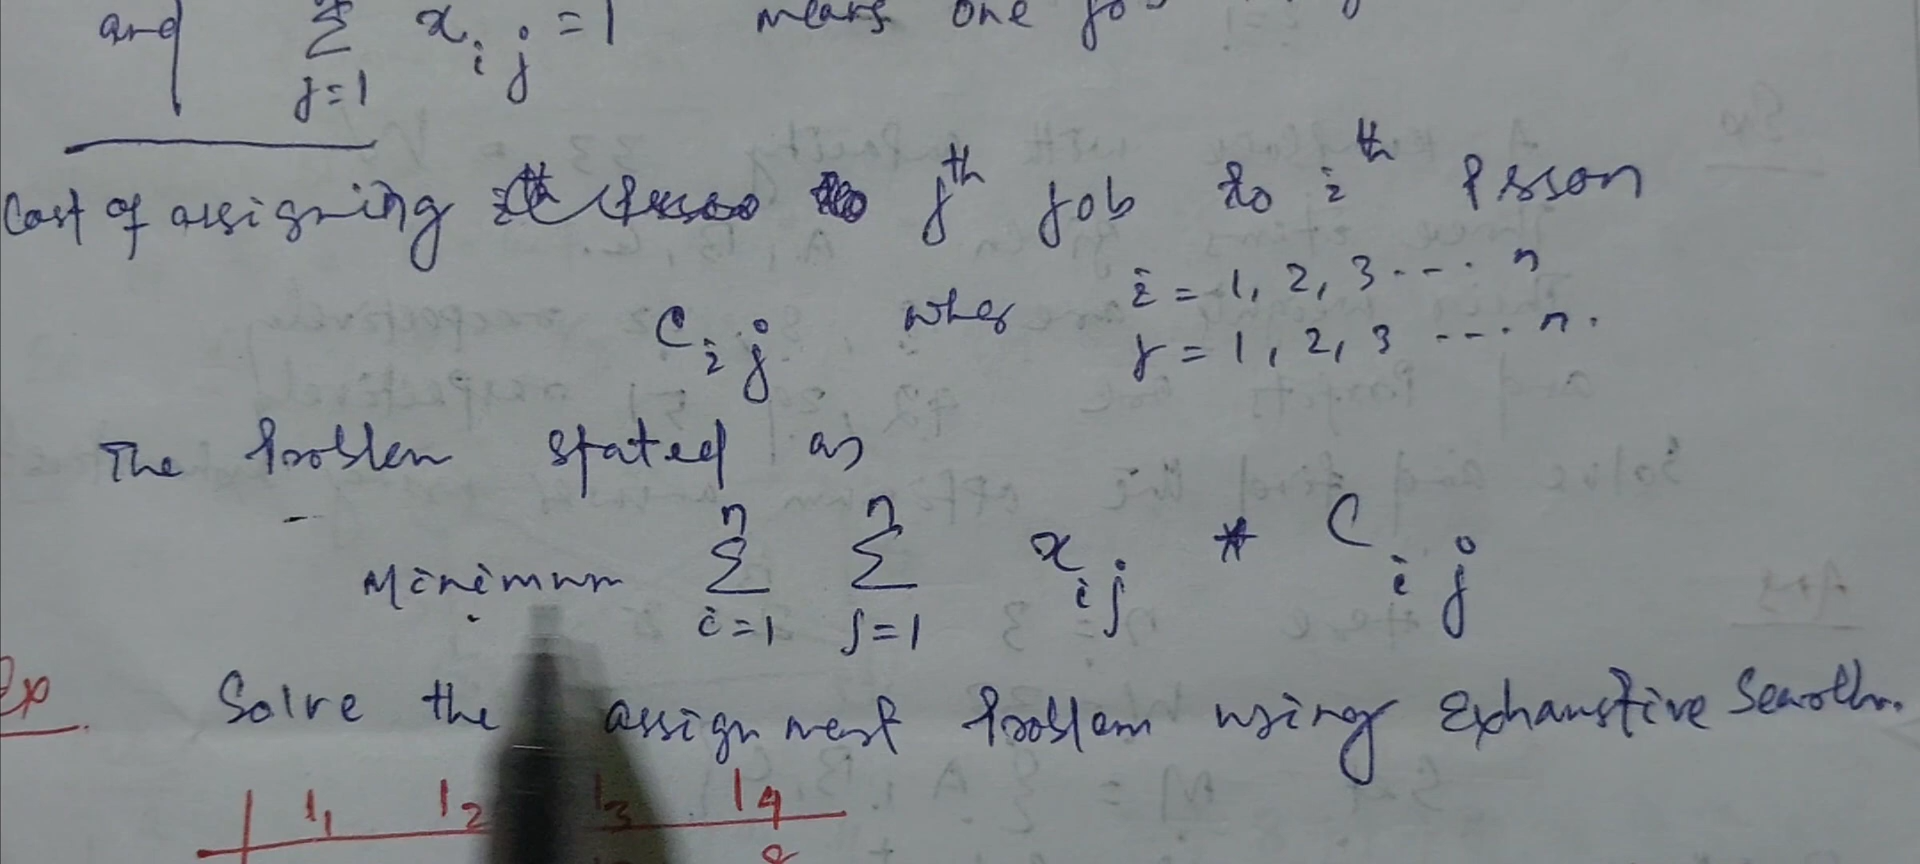 and Σ x_ij = 1 means one
j=1
Cost of assigning j^th job to i^th Person
C_ij where i = 1, 2, 3 --- n
j = 1, 2, 3 --- n.
The Problem stated as
n n
Minimum Σ Σ x_ij * C_ij
i=1 j=1
Ex Solve the assignment Problem using Exhaustive Search.
J1 J2 J3 J4